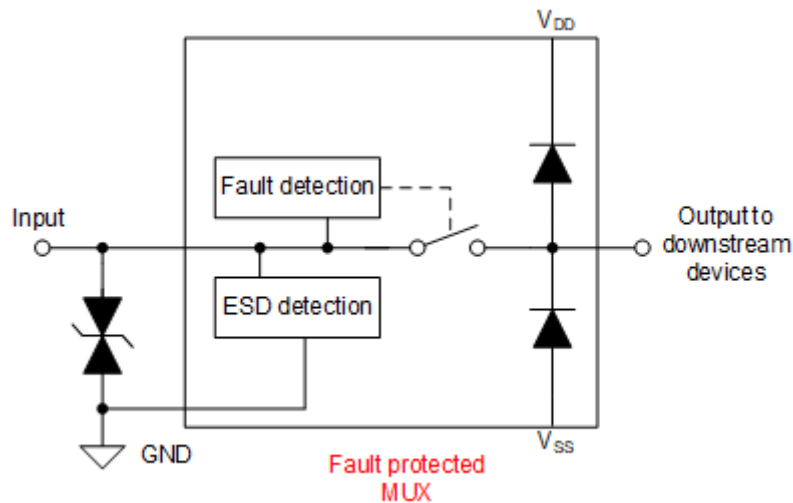 VDD
Fault detection
Input
Output to
downstream
devices
ESD detection
GND
VSS
Fault protected
MUX